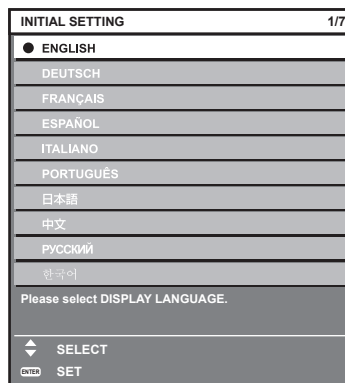 INITIAL SETTING 1/7
ENGLISH
DEUTSCH
FRANÇAIS
ESPAÑOL
ITALIANO
PORTUGUÊS
日本語
中文
РУССКИЙ
한국어
Please select DISPLAY LANGUAGE.
SELECT
ENTER SET